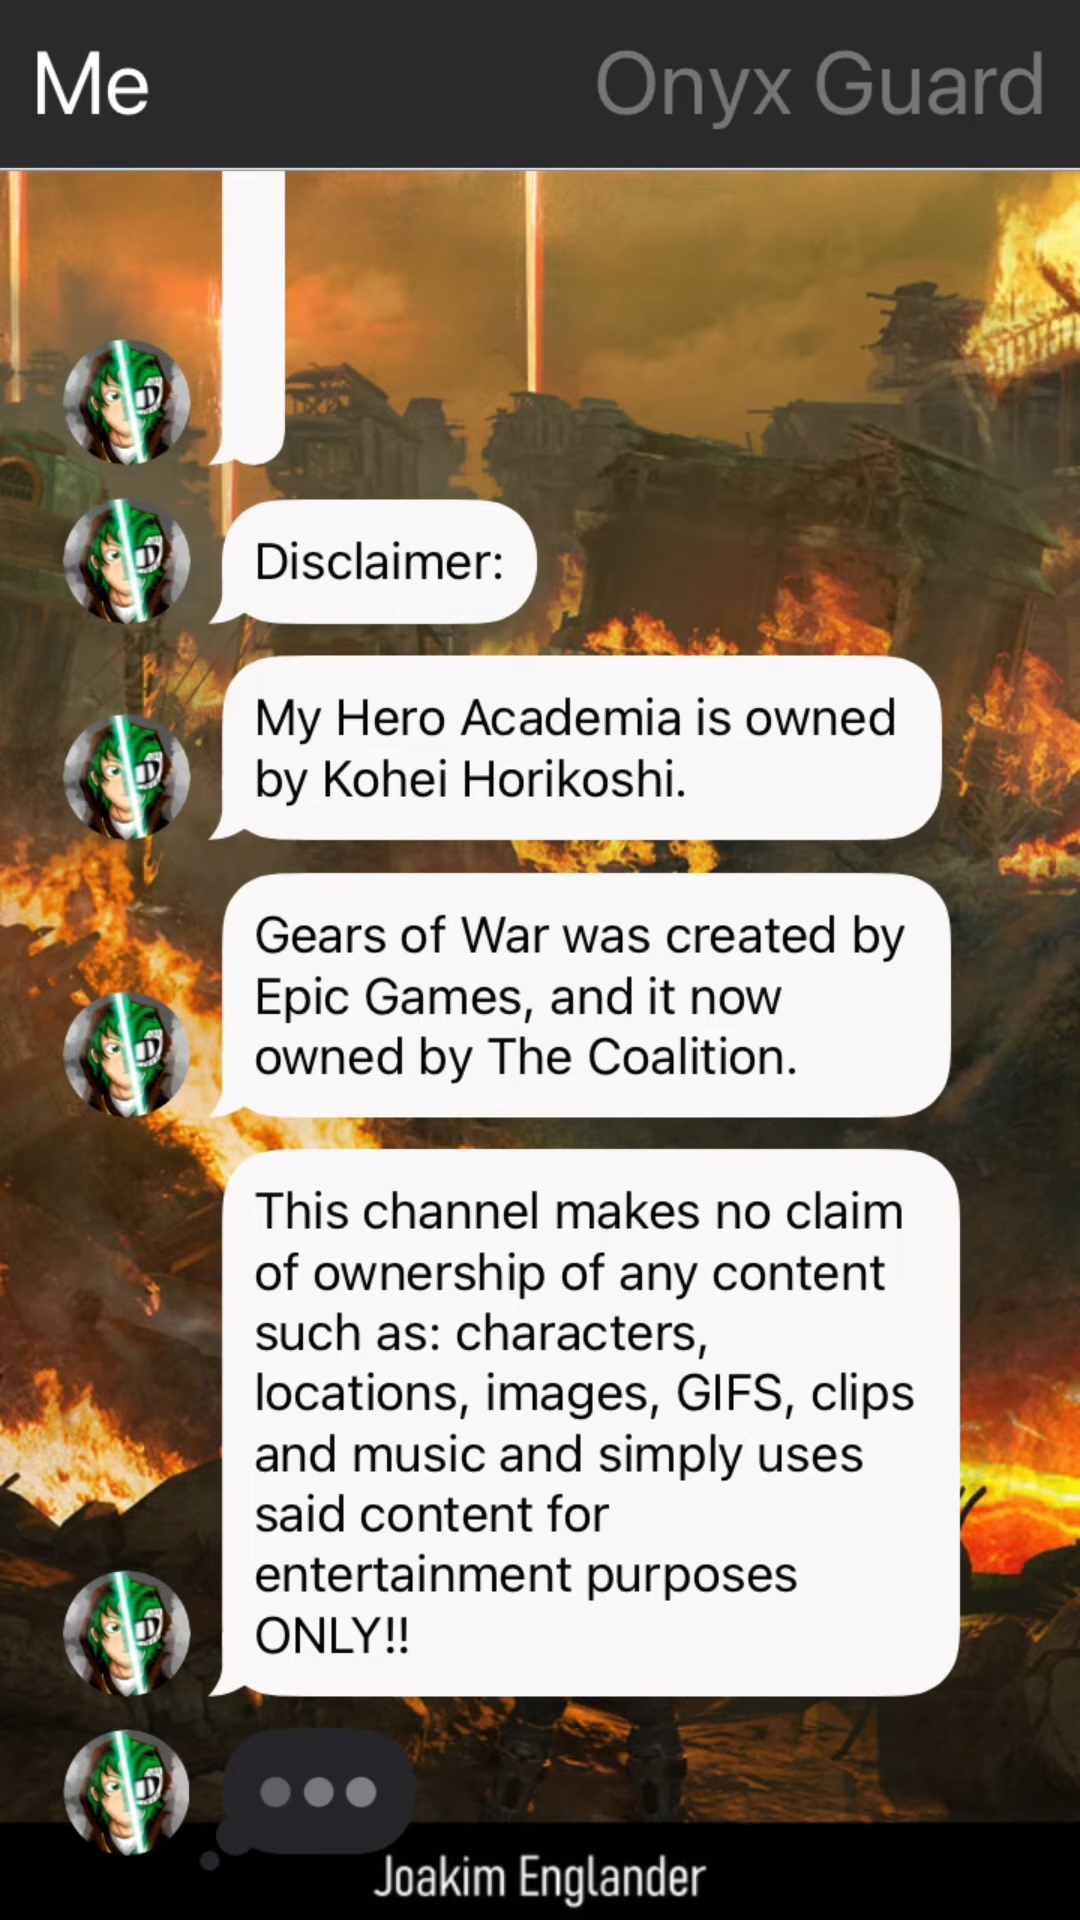 Me
Onyx Guard
Disclaimer:
My Hero Academia is owned
by Kohei Horikoshi.
Gears of War was created by
Epic Games, and it now
owned by The Coalition.
This channel makes no claim
of ownership of any content
such as: characters,
locations, images, GIFS, clips
and music and simply uses
said content for
entertainment purposes
ONLY!!
Joakim Englander